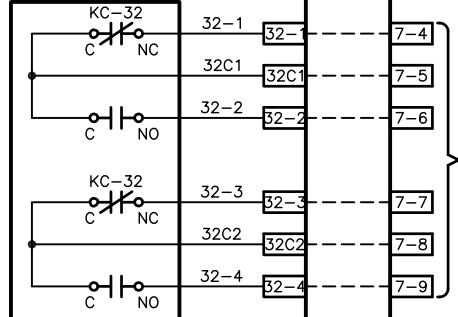 KC-32 32-1 32-1 7-4
C NC
32C1 32C1 7-5
32-2 32-2 7-6
C NO
KC-32 32-3 32-3 7-7
C NC
32C2 32C2 7-8
32-4 32-4 7-9
C NO